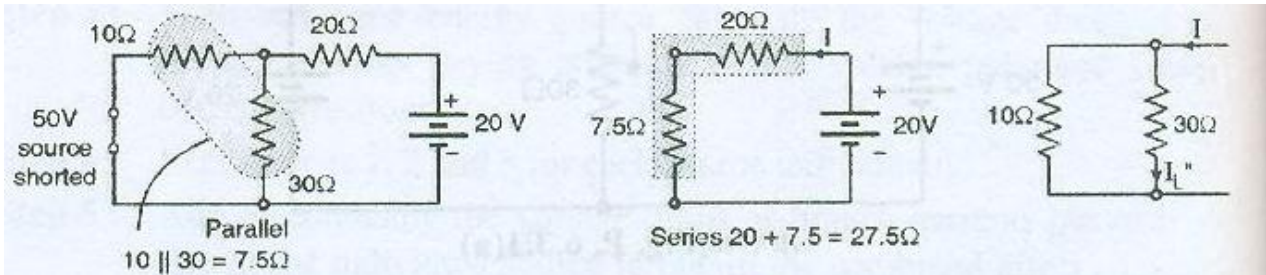 10Ω
20Ω
50V
source
shorted
+
20 V
−
30Ω
Parallel
10 || 30 = 7.5Ω
20Ω
I
7.5Ω
+
20V
−
Series 20 + 7.5 = 27.5Ω
I
10Ω
30Ω
I_L"